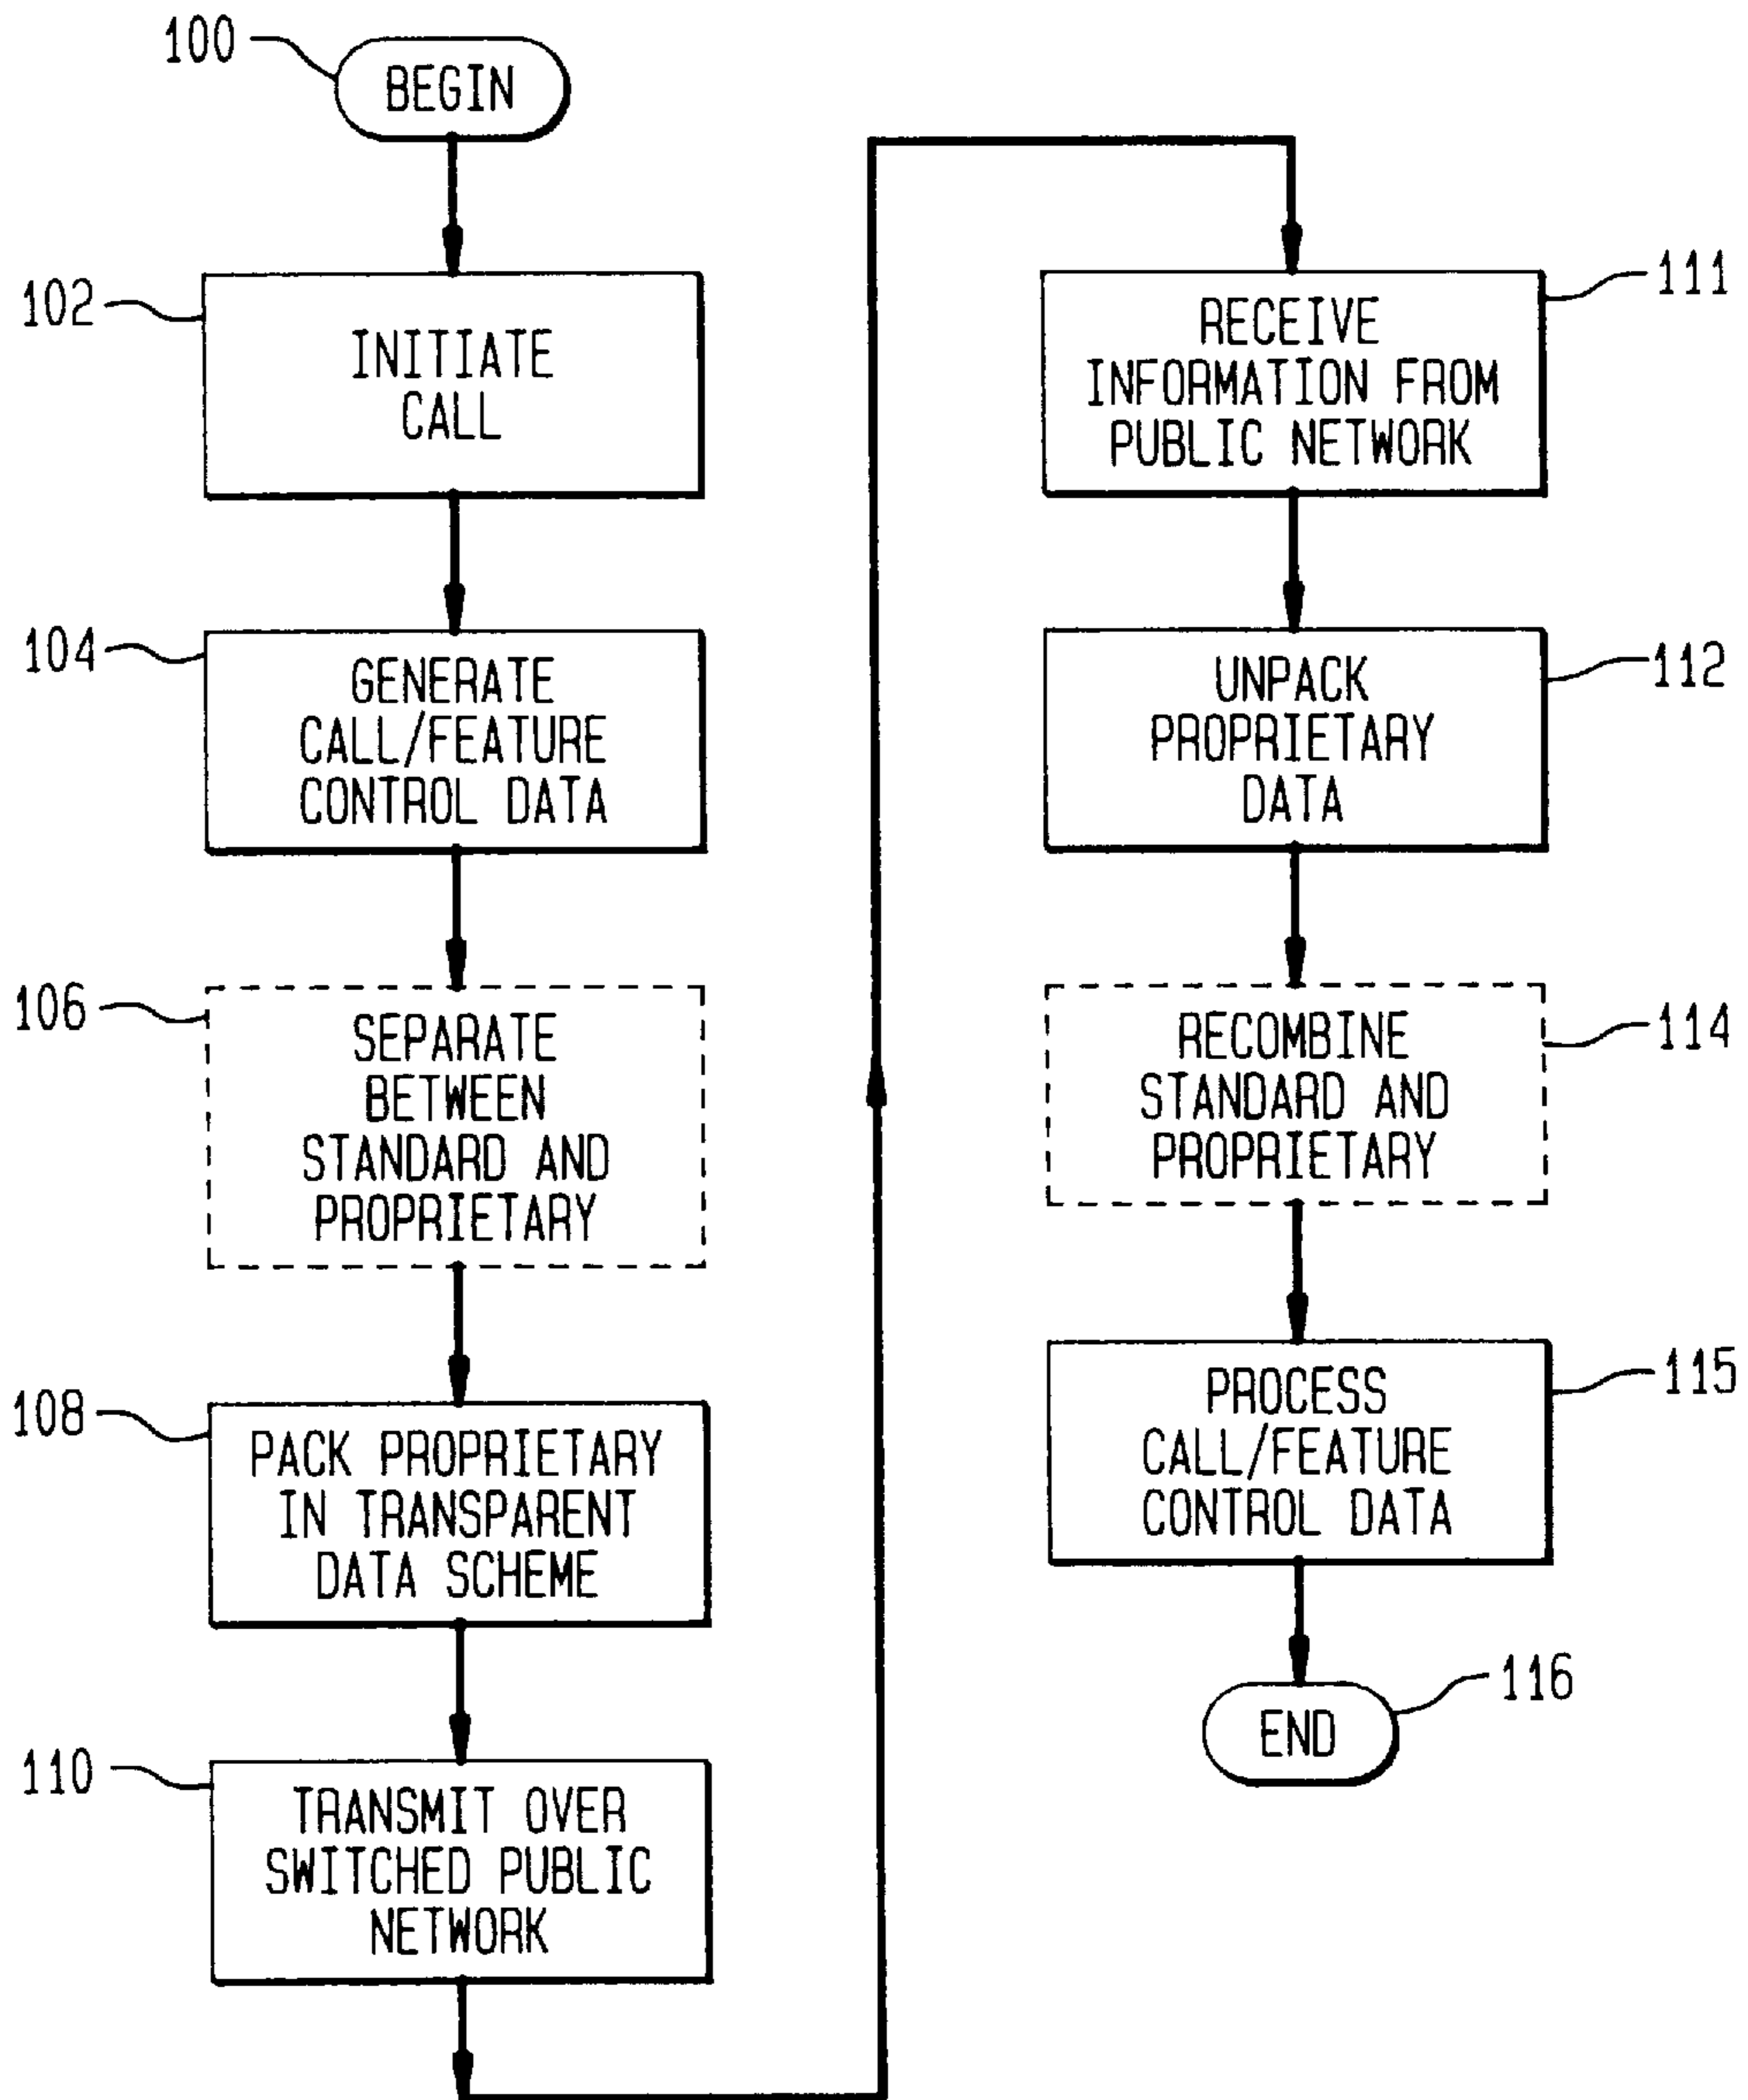 100
BEGIN
102
INITIATE
CALL
104
GENERATE
CALL/FEATURE
CONTROL DATA
106
SEPARATE
BETWEEN
STANDARD AND
PROPRIETARY
108
PACK PROPRIETARY
IN TRANSPARENT
DATA SCHEME
110
TRANSMIT OVER
SWITCHED PUBLIC
NETWORK
111
RECEIVE
INFORMATION FROM
PUBLIC NETWORK
112
UNPACK
PROPRIETARY
DATA
114
RECOMBINE
STANDARD AND
PROPRIETARY
115
PROCESS
CALL/FEATURE
CONTROL DATA
116
END